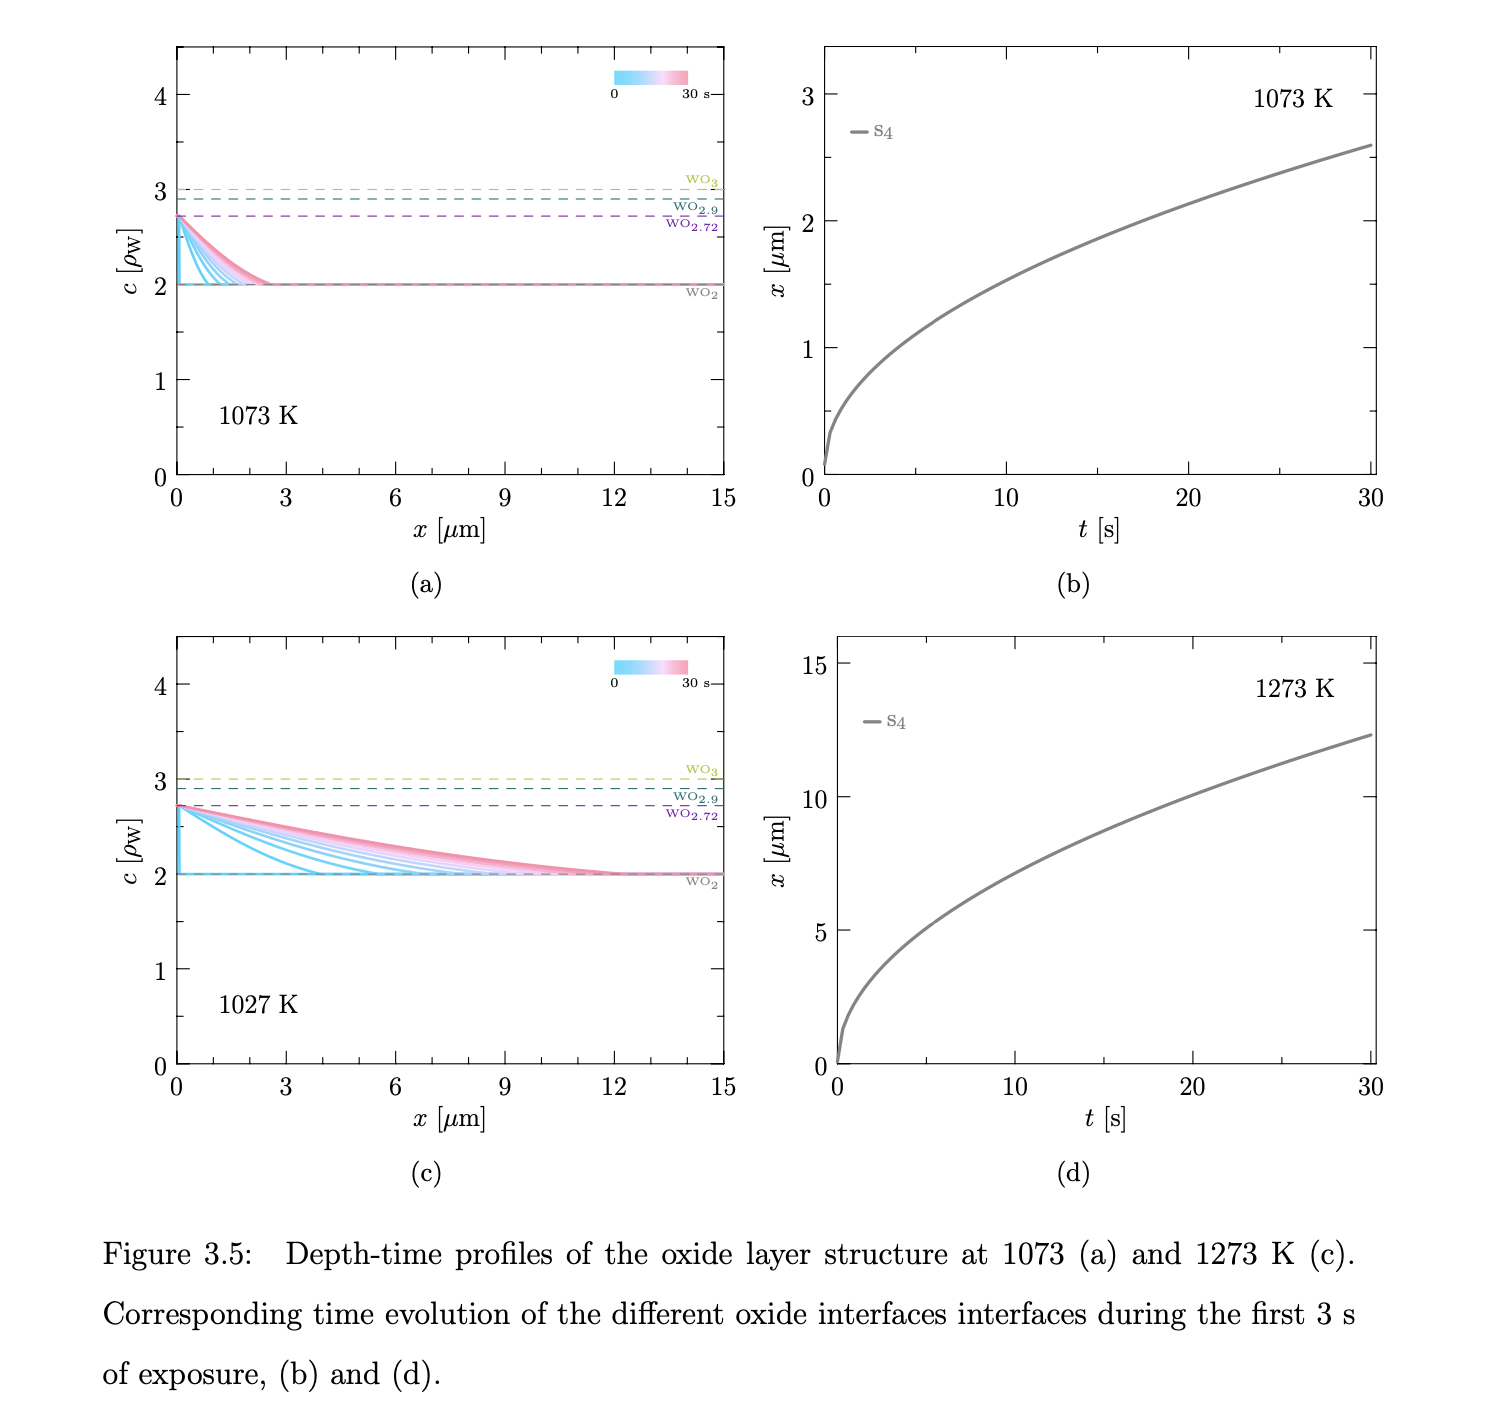 4
3
2
1
0
c [ρW]
0 30 s
WO3
WO2.9
WO2.72
WO2
1073 K
0 3 6 9 12 15
x [μm]
(a)
3
2
1
0
x [μm]
1073 K
s4
0 10 20 30
t [s]
(b)
4
3
2
1
0
c [ρW]
0 30 s
WO3
WO2.9
WO2.72
WO2
1027 K
0 3 6 9 12 15
x [μm]
(c)
15
10
5
0
x [μm]
1273 K
s4
0 10 20 30
t [s]
(d)
Figure 3.5: Depth-time profiles of the oxide layer structure at 1073 (a) and 1273 K (c).
Corresponding time evolution of the different oxide interfaces interfaces during the first 3 s
of exposure, (b) and (d).